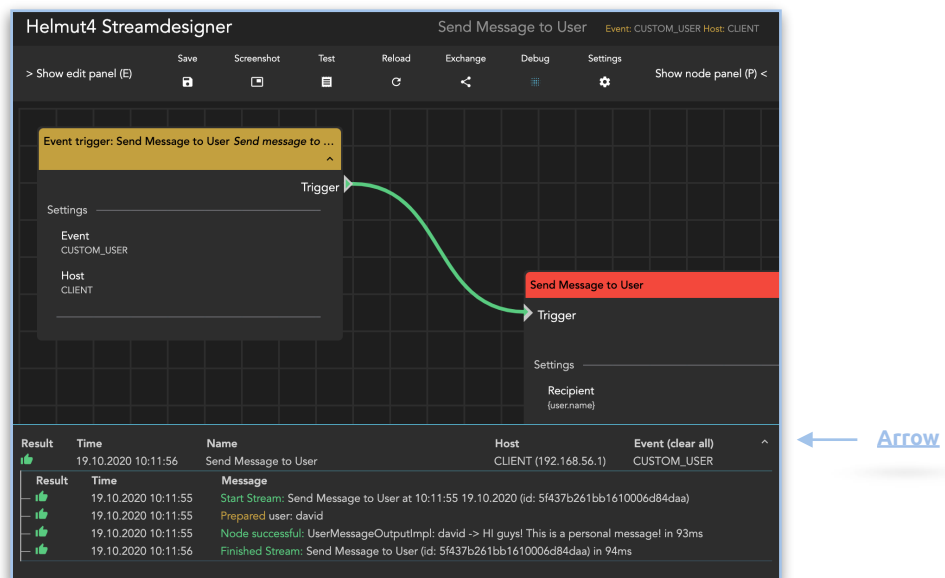 Helmut4 Streamdesigner
Send Message to User Event: CUSTOM_USER Host: CLIENT
> Show edit panel (E)
Save Screenshot Test Reload Exchange Debug Settings
Show node panel (P) <
Event trigger: Send Message to User Send message to ...
Trigger
Settings
Event
CUSTOM_USER
Host
CLIENT
Send Message to User
Trigger
Settings
Recipient
{user.name}
Result Time Name Host Event (clear all)
19.10.2020 10:11:56 Send Message to User CLIENT (192.168.56.1) CUSTOM_USER
Result Time Message
19.10.2020 10:11:55 Start Stream: Send Message to User at 10:11:55 19.10.2020 (id: 5f437b261bb1610006d84daa)
19.10.2020 10:11:55 Prepared user: david
19.10.2020 10:11:55 Node successful: UserMessageOutputImpl: david -> HI guys! This is a personal message! in 93ms
19.10.2020 10:11:56 Finished Stream: Send Message to User (id: 5f437b261bb1610006d84daa) in 94ms
Arrow